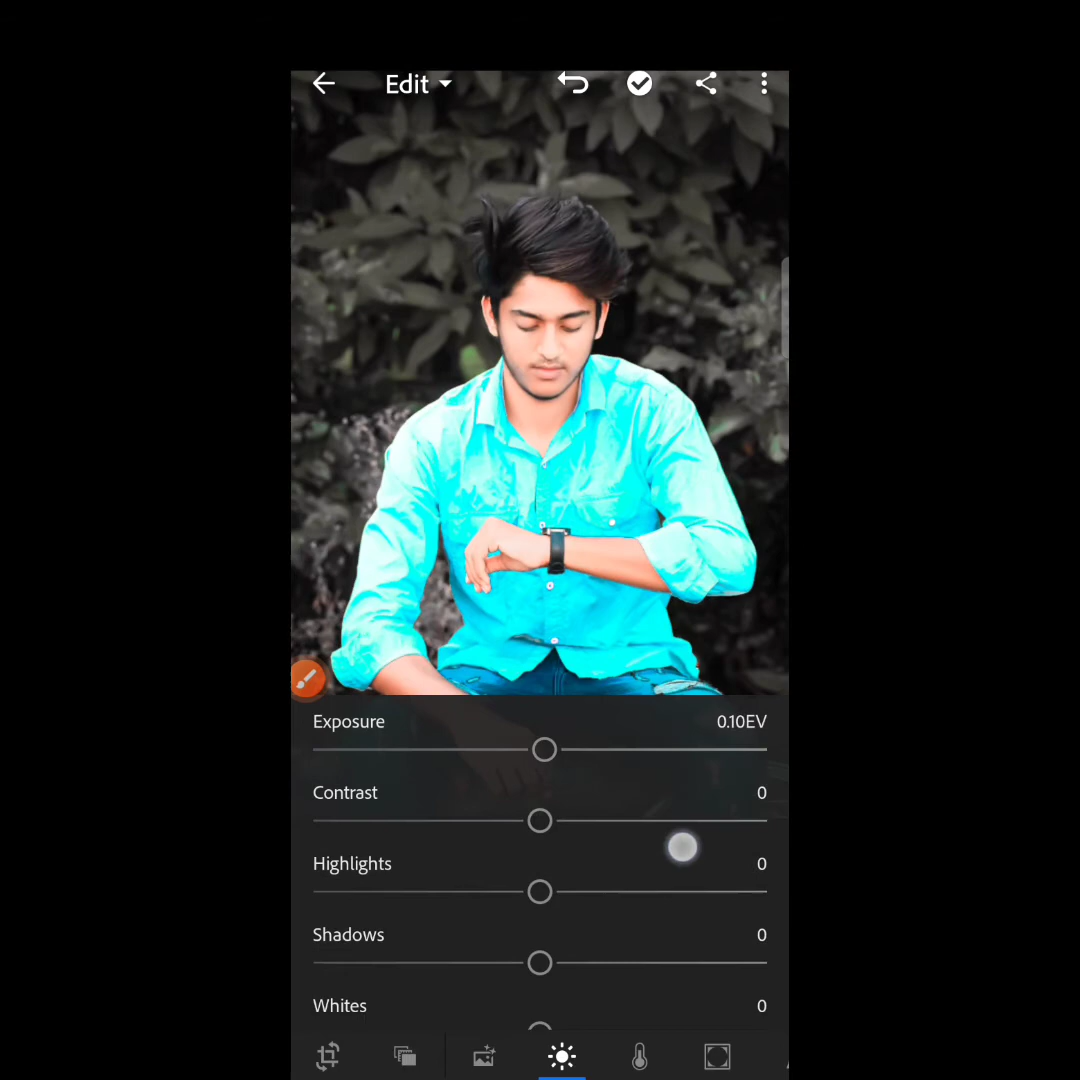 Edit
Exposure 0.10EV
Contrast 0
Highlights 0
Shadows 0
Whites 0